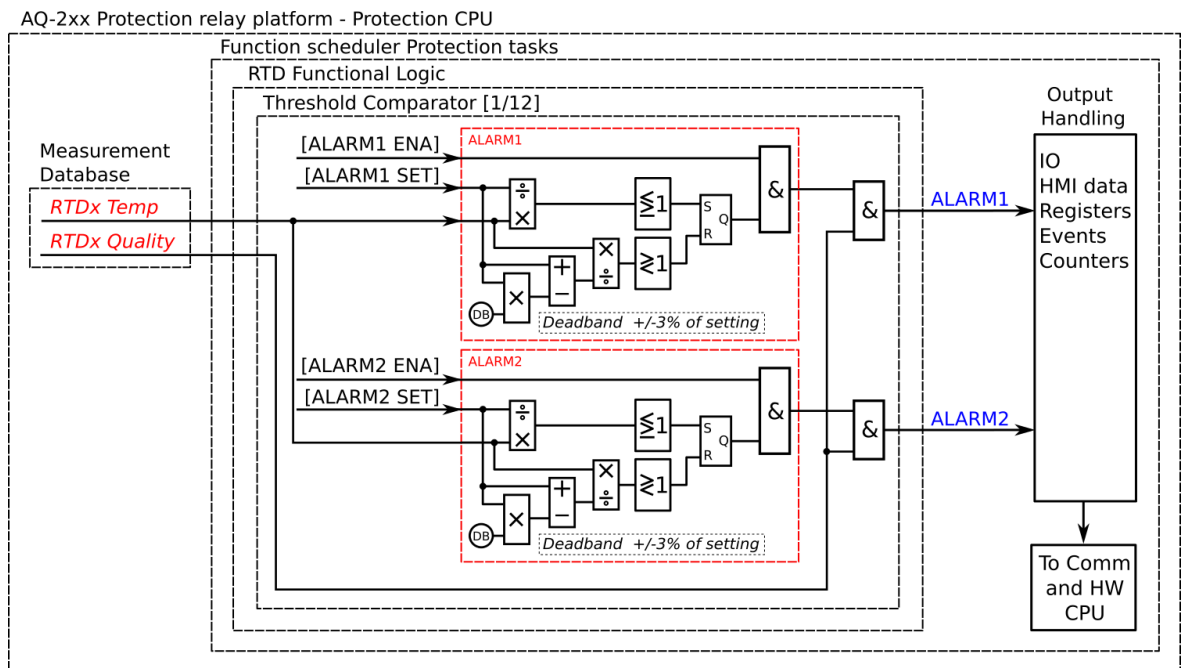 AQ-2xx Protection relay platform - Protection CPU
Function scheduler Protection tasks
RTD Functional Logic
Threshold Comparator [1/12]
Measurement
Database
RTDx Temp
RTDx Quality
[ALARM1 ENA]
[ALARM1 SET]
ALARM1
÷
×
≦1
S
R
Q
&
&
×
÷
≷1
+
−
×
DB
Deadband +/-3% of setting
ALARM1
[ALARM2 ENA]
[ALARM2 SET]
ALARM2
÷
×
≦1
S
R
Q
&
&
×
÷
≷1
+
−
×
DB
Deadband +/-3% of setting
ALARM2
Output
Handling
IO
HMI data
Registers
Events
Counters
To Comm
and HW
CPU